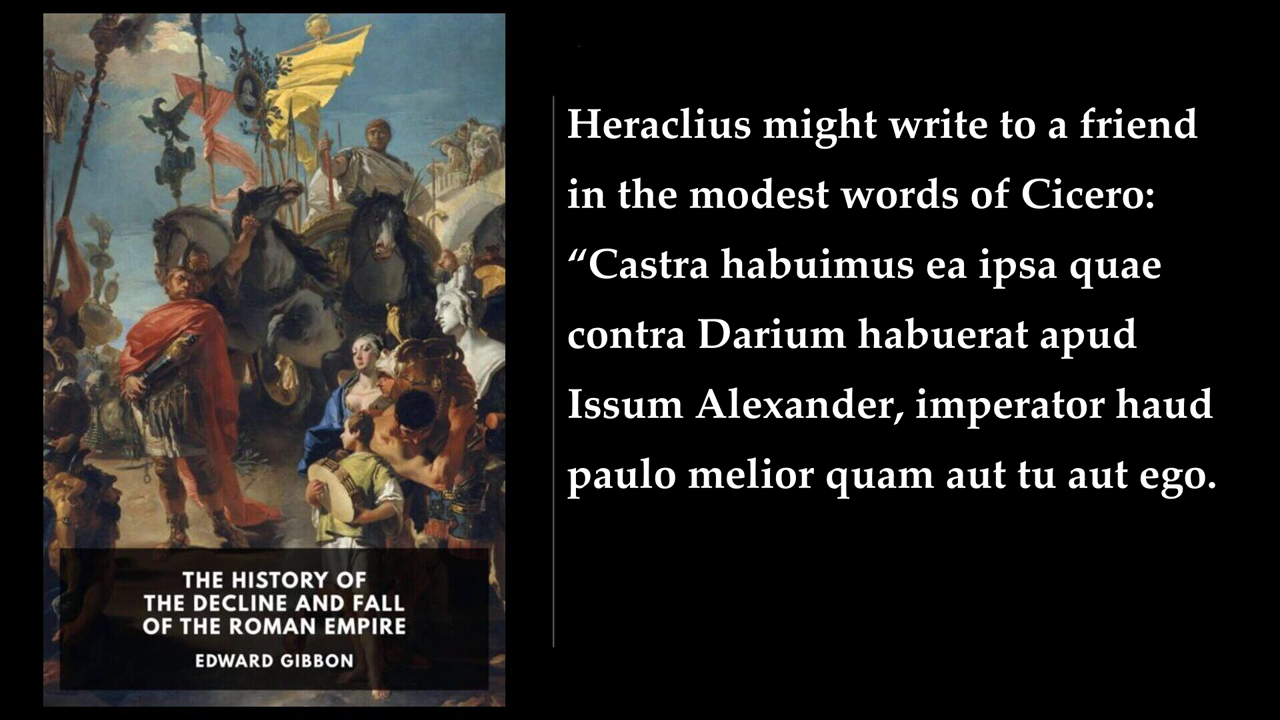 THE HISTORY OF
THE DECLINE AND FALL
OF THE ROMAN EMPIRE
EDWARD GIBBON
Heraclius might write to a friend
in the modest words of Cicero:
“Castra habuimus ea ipsa quae
contra Darium habuerat apud
Issum Alexander, imperator haud
paulo melior quam aut tu aut ego.